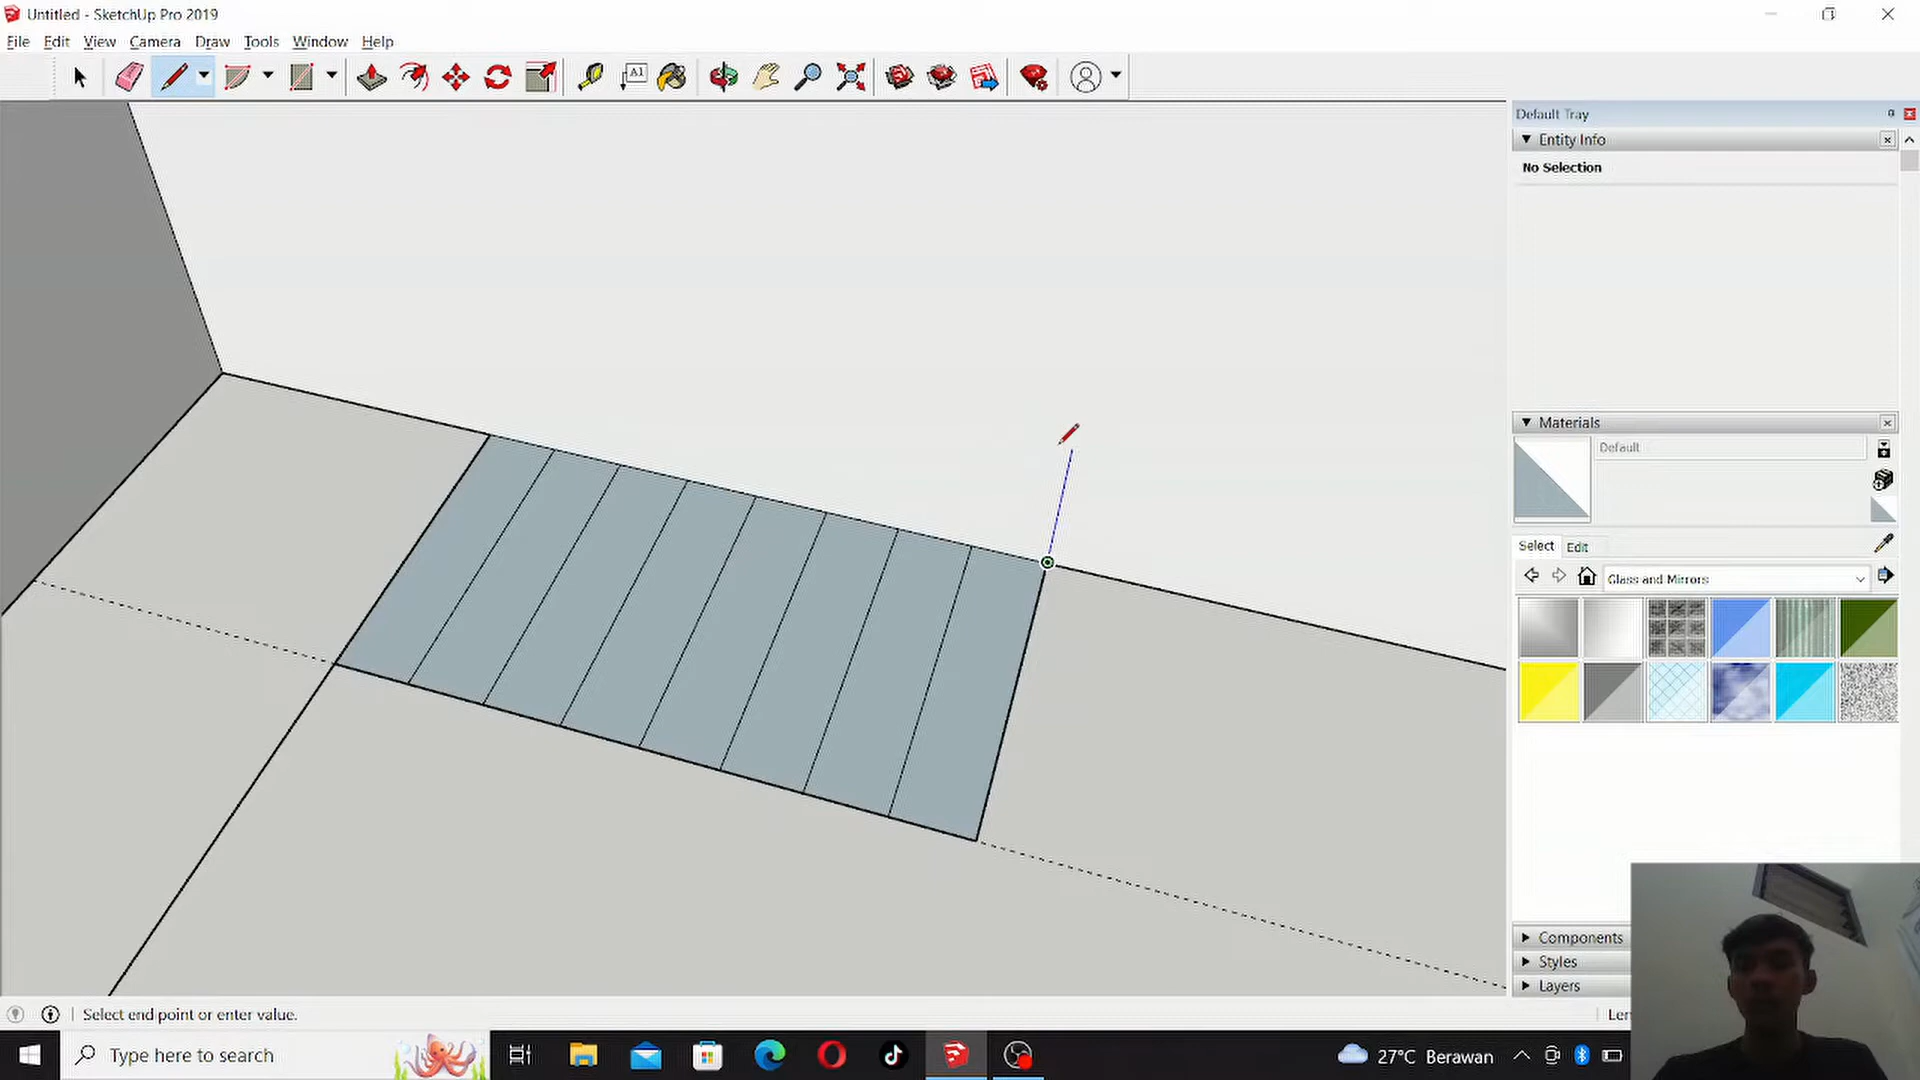 Untitled - SketchUp Pro 2019
File Edit View Camera Draw Tools Window Help
A1
Default Tray
Entity Info
No Selection
Materials
Default
Select Edit
Glass and Mirrors
Components
Styles
Layers
Select end point or enter value.
Type here to search
27°C Berawan